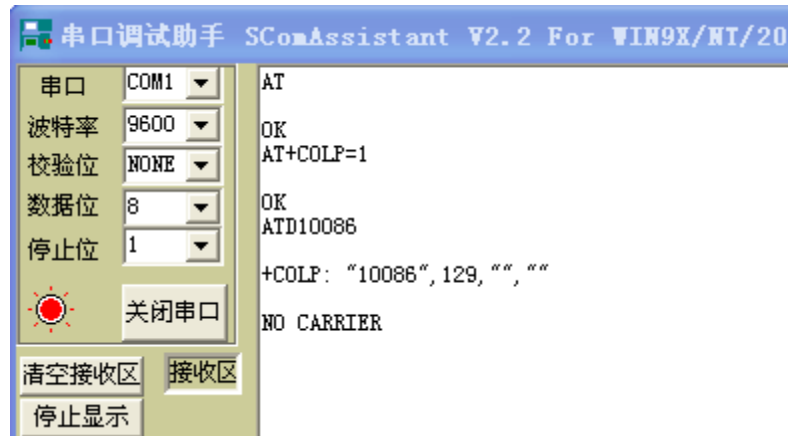 串口调试助手 SComAssistant V2.2 For WIN9X/NT/20
串口 COM1
波特率 9600
校验位 NONE
数据位 8
停止位 1
关闭串口
清空接收区 接收区
停止显示
AT
OK
AT+COLP=1
OK
ATD10086
+COLP: "10086",129,"",""
NO CARRIER